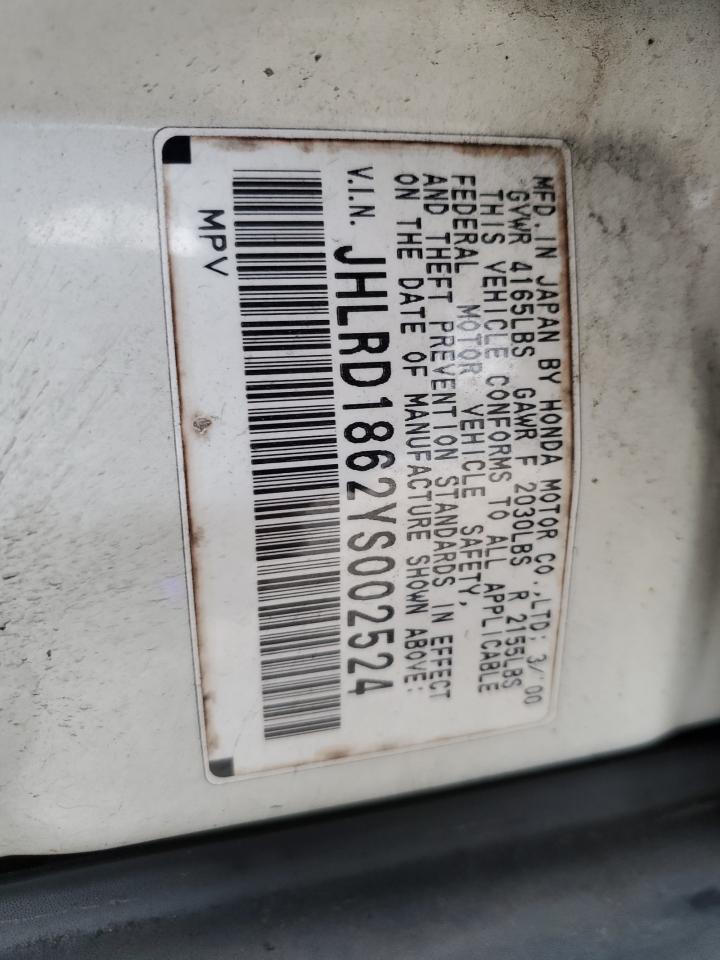 MFD. IN JAPAN BY HONDA MOTOR CO.,LTD; 3/'00
GVWR 4165LBS GAWR F 2030LBS R 2155LBS
THIS VEHICLE CONFORMS TO ALL APPLICABLE
FEDERAL MOTOR VEHICLE SAFETY,
AND THEFT PREVENTION STANDARDS IN EFFECT
ON THE DATE OF MANUFACTURE SHOWN ABOVE:
V.I.N. JHLRD1862YS002524
MPV